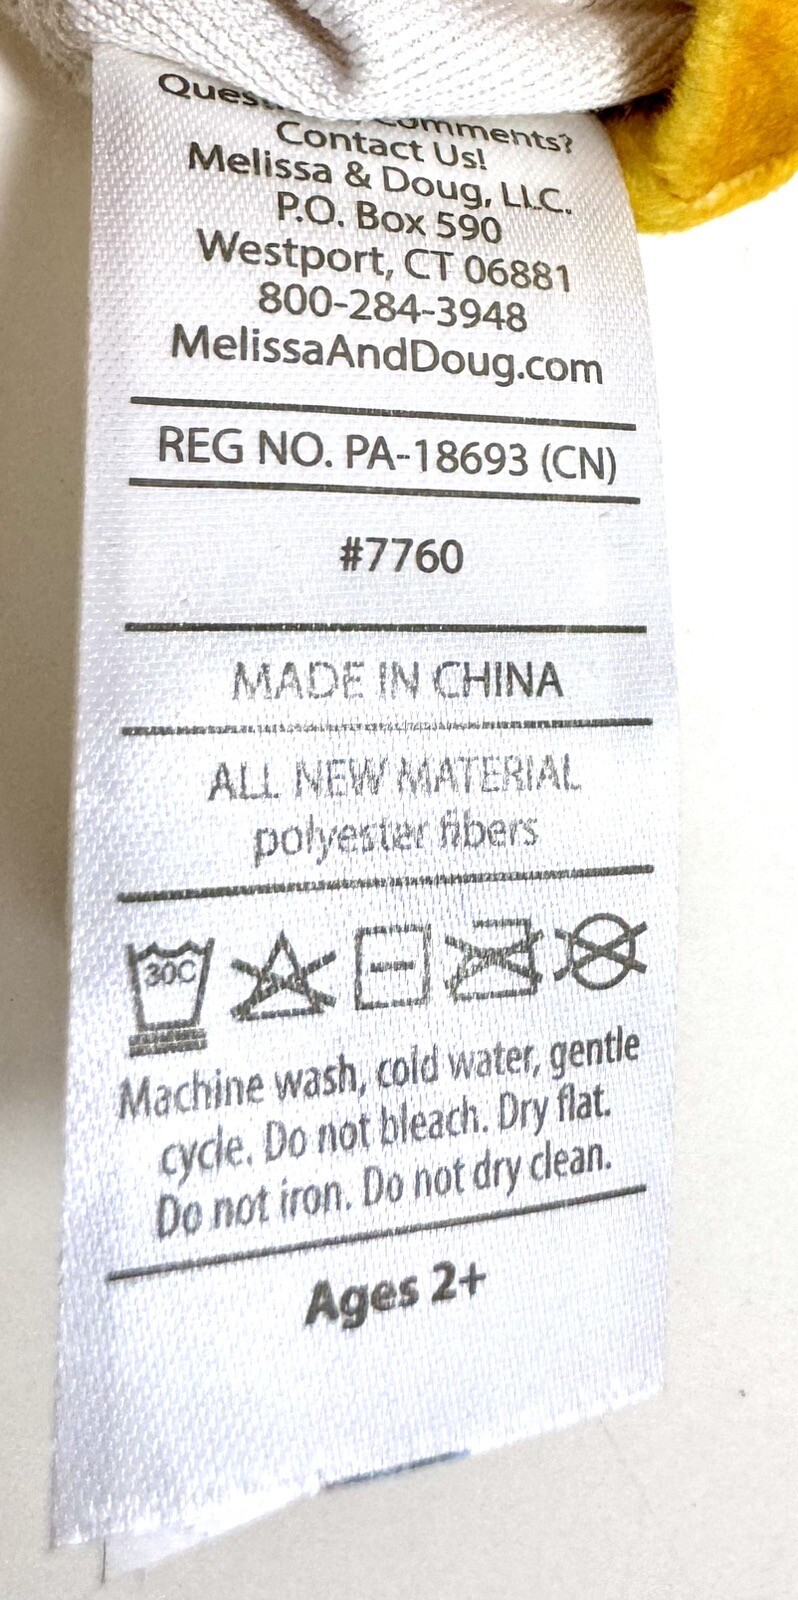 Comments?
Contact Us!
Melissa & Doug, LLC.
P.O. Box 590
Westport, CT 06881
800-284-3948
MelissaAndDoug.com
REG NO. PA-18693 (CN)
#7760
MADE IN CHINA
ALL NEW MATERIAL
polyester fibers
30C
Machine wash, cold water, gentle
cycle. Do not bleach. Dry flat.
Do not iron. Do not dry clean.
Ages 2+